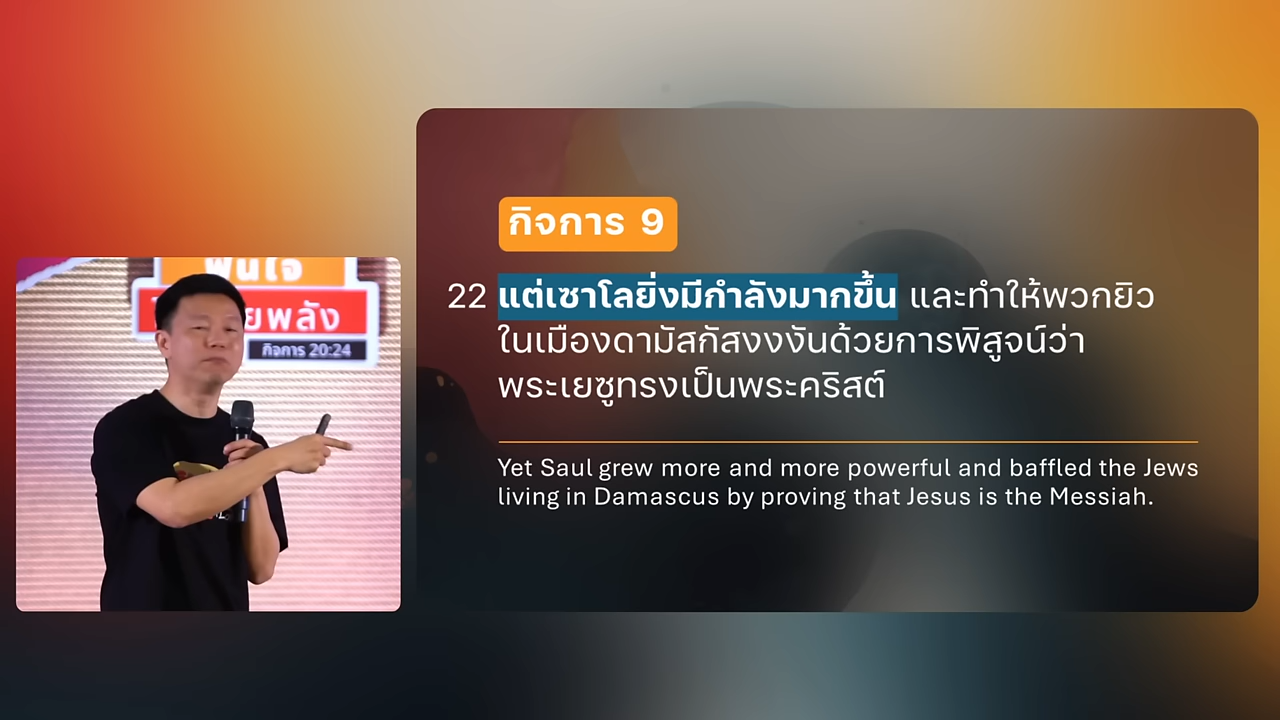 พันใจ
ยพลัง
กิจการ 20:24
กิจการ 9
22 แต่เซาโลยิ่งมีกำลังมากขึ้น และทำให้พวกยิว
ในเมืองดามัสกัสงงงันด้วยการพิสูจน์ว่า
พระเยซูทรงเป็นพระคริสต์
Yet Saul grew more and more powerful and baffled the Jews
living in Damascus by proving that Jesus is the Messiah.